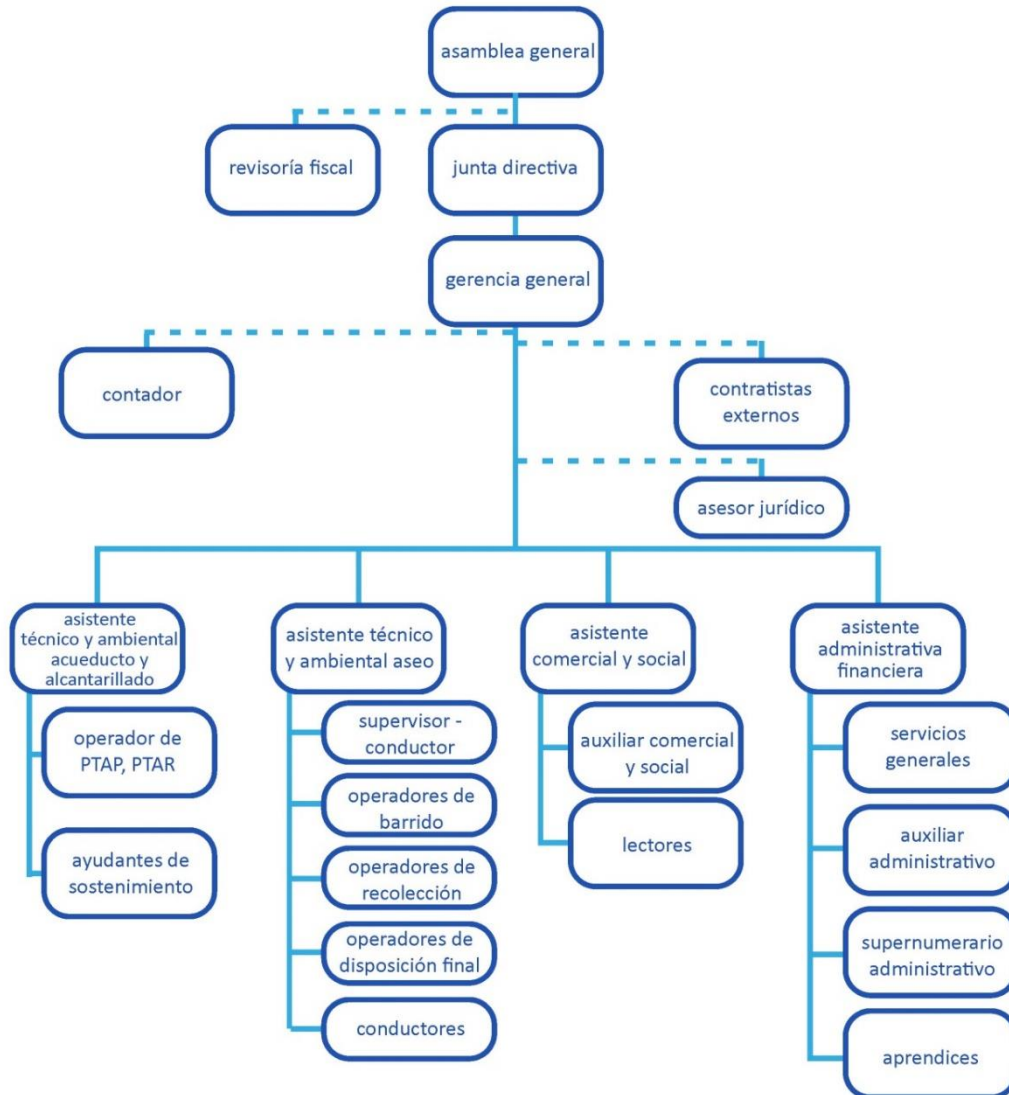 asamblea general
revisoría fiscal
junta directiva
gerencia general
contador
contratistas
externos
asesor jurídico
asistente
técnico y ambiental
acueducto y
alcantarillado
operador de
PTAP, PTAR
ayudantes de
sostenimiento
asistente técnico
y ambiental aseo
supervisor -
conductor
operadores de
barrido
operadores de
recolección
operadores de
disposición final
conductores
asistente
comercial y social
auxiliar comercial
y social
lectores
asistente
administrativa
financiera
servicios
generales
auxiliar
administrativo
supernumerario
administrativo
aprendices